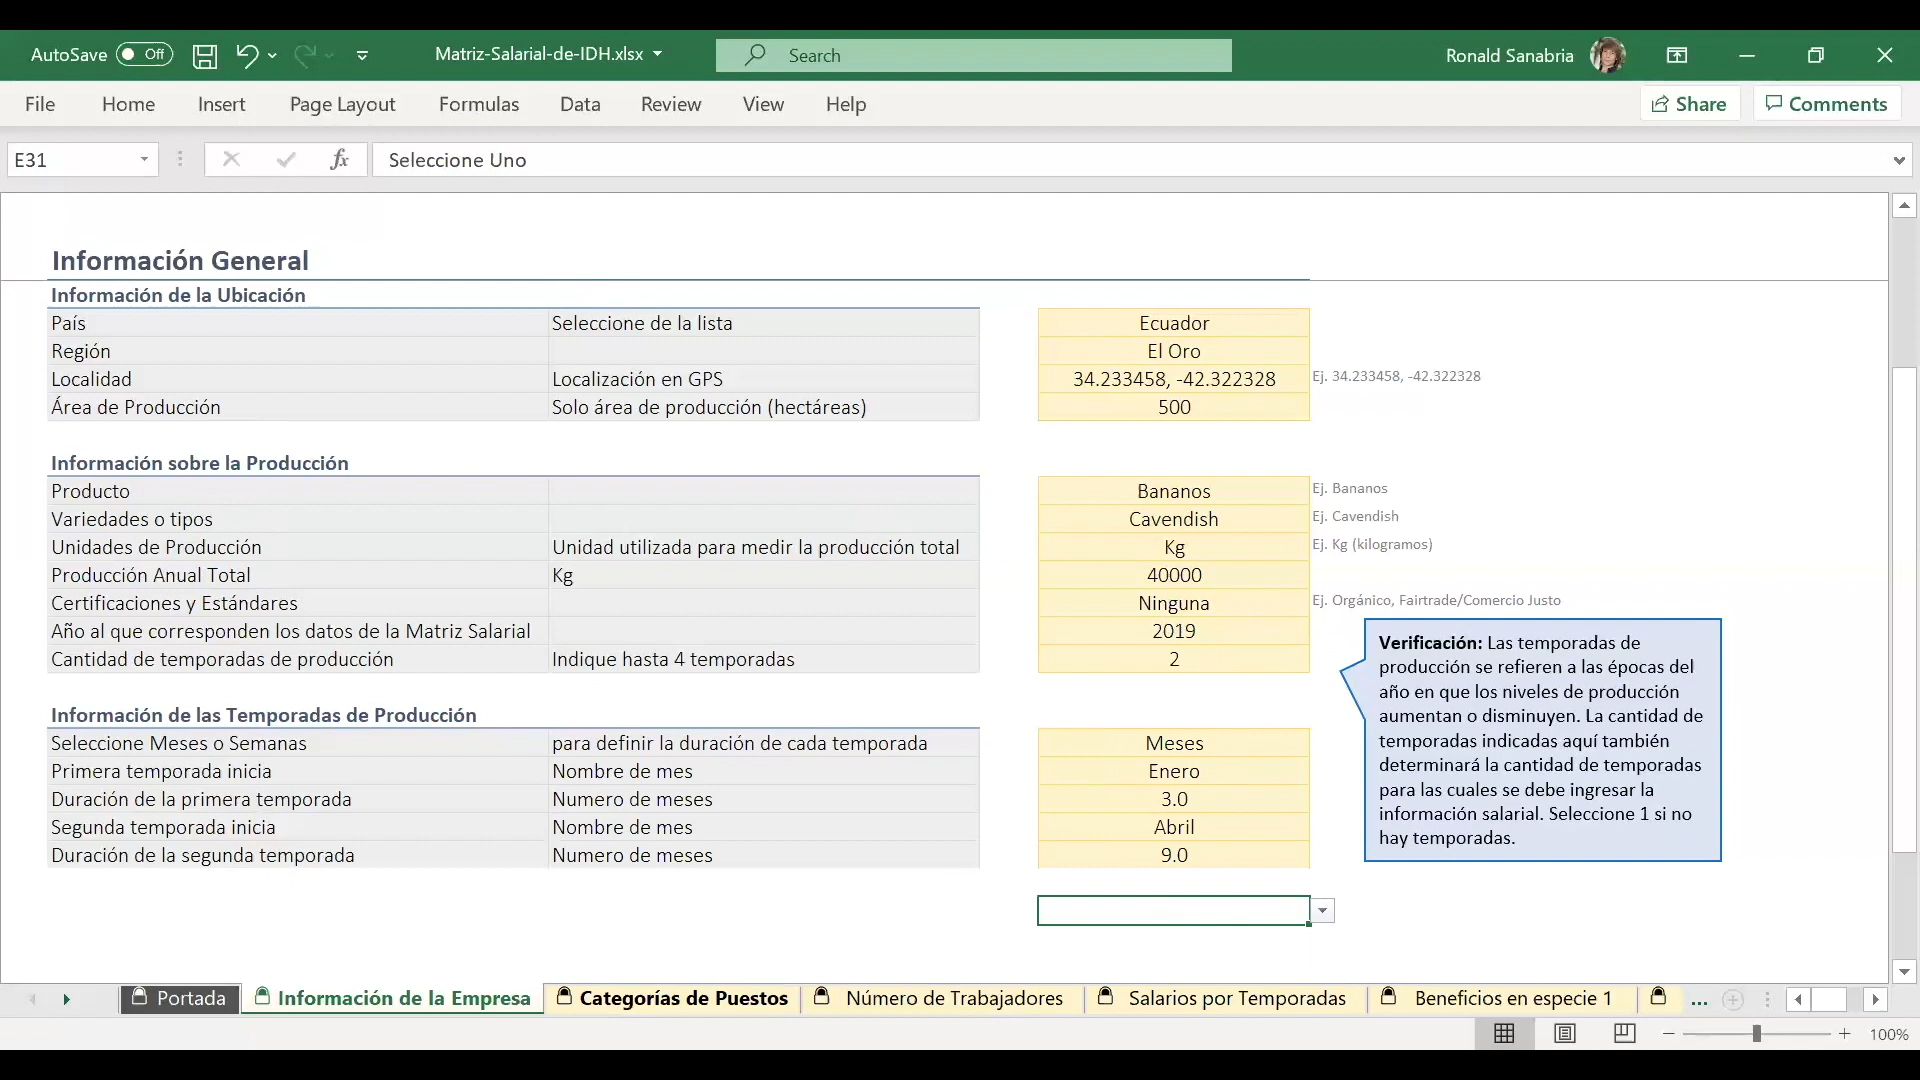 AutoSave Off Matriz-Salarial-de-IDH.xlsx Search Ronald Sanabria
File Home Insert Page Layout Formulas Data Review View Help Share Comments
E31 fx Seleccione Uno
Información General
Información de la Ubicación
País Seleccione de la lista Ecuador
Región El Oro
Localidad Localización en GPS 34.233458, -42.322328 Ej. 34.233458, -42.322328
Área de Producción Solo área de producción (hectáreas) 500
Información sobre la Producción
Producto Bananos Ej. Bananos
Variedades o tipos Cavendish Ej. Cavendish
Unidades de Producción Unidad utilizada para medir la producción total Kg Ej. Kg (kilogramos)
Producción Anual Total Kg 40000
Certificaciones y Estándares Ninguna Ej. Orgánico, Fairtrade/Comercio Justo
Año al que corresponden los datos de la Matriz Salarial 2019
Cantidad de temporadas de producción Indique hasta 4 temporadas 2
Verificación: Las temporadas de
producción se refieren a las épocas del
año en que los niveles de producción
aumentan o disminuyen. La cantidad de
temporadas indicadas aquí también
determinará la cantidad de temporadas
para las cuales se debe ingresar la
información salarial. Seleccione 1 si no
hay temporadas.
Información de las Temporadas de Producción
Seleccione Meses o Semanas para definir la duración de cada temporada Meses
Primera temporada inicia Nombre de mes Enero
Duración de la primera temporada Numero de meses 3.0
Segunda temporada inicia Nombre de mes Abril
Duración de la segunda temporada Numero de meses 9.0
Portada Información de la Empresa Categorías de Puestos Número de Trabajadores Salarios por Temporadas Beneficios en especie 1 ...
100%